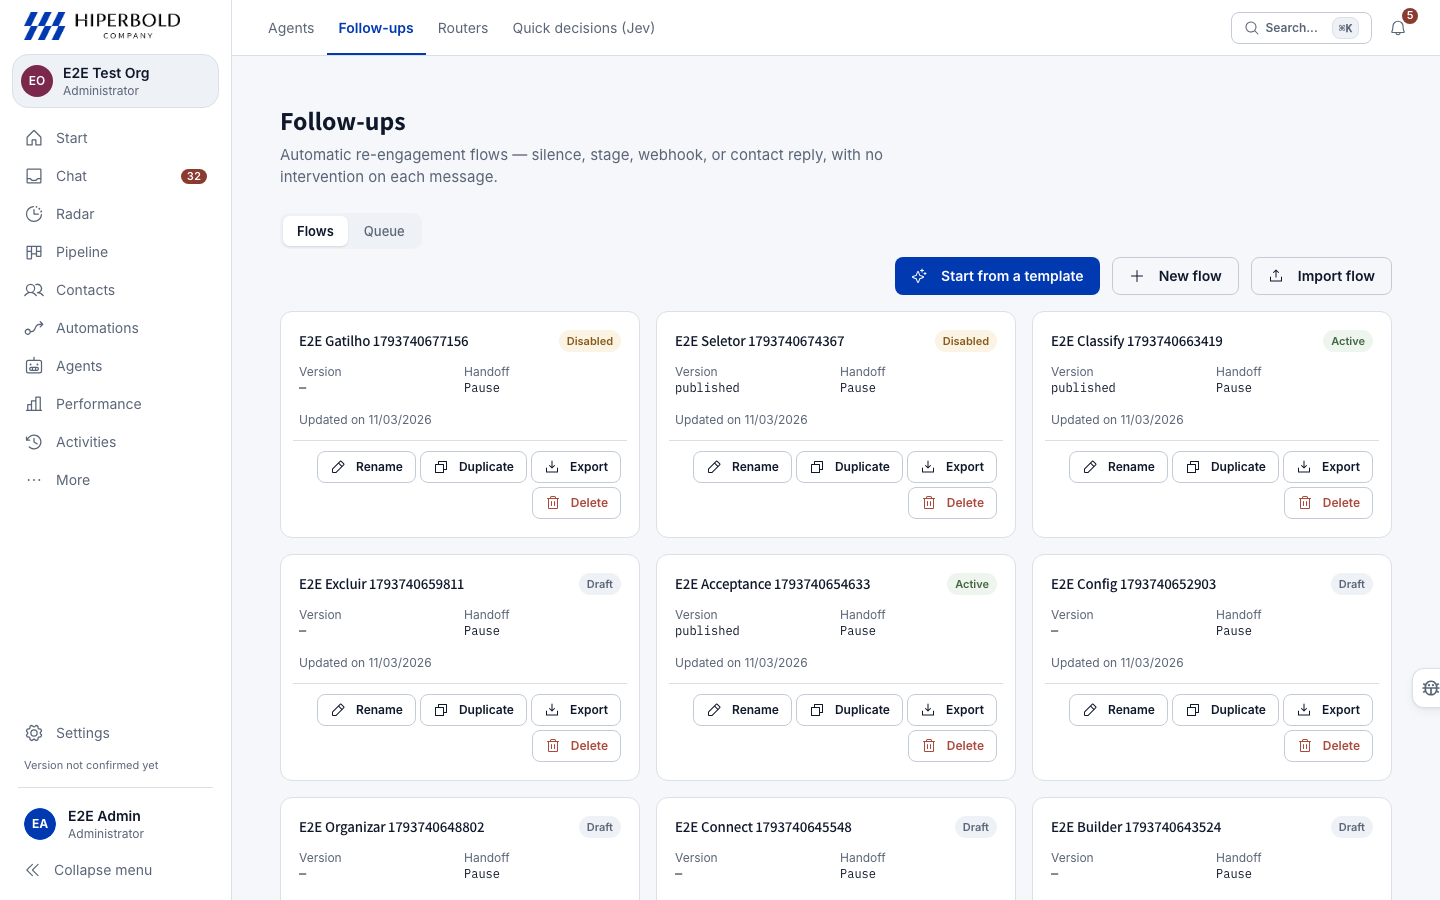 HIPERBOLD
COMPANY
EO
E2E Test Org
Administrator
Start
Chat
32
Radar
Pipeline
Contacts
Automations
Agents
Performance
Activities
More
Settings
Version not confirmed yet
EA
E2E Admin
Administrator
Collapse menu
Agents
Follow-ups
Routers
Quick decisions (Jev)
Search...
⌘K
5
Follow-ups
Automatic re-engagement flows — silence, stage, webhook, or contact reply, with no
intervention on each message.
Flows
Queue
Start from a template
New flow
Import flow
E2E Gatilho 1793740677156
Disabled
Version
Handoff
—
Pause
Updated on 11/03/2026
Rename
Duplicate
Export
Delete
E2E Seletor 1793740674367
Disabled
Version
Handoff
published
Pause
Updated on 11/03/2026
Rename
Duplicate
Export
Delete
E2E Classify 1793740663419
Active
Version
Handoff
published
Pause
Updated on 11/03/2026
Rename
Duplicate
Export
Delete
E2E Excluir 1793740659811
Draft
Version
Handoff
—
Pause
Updated on 11/03/2026
Rename
Duplicate
Export
Delete
E2E Acceptance 1793740654633
Active
Version
Handoff
published
Pause
Updated on 11/03/2026
Rename
Duplicate
Export
Delete
E2E Config 1793740652903
Draft
Version
Handoff
—
Pause
Updated on 11/03/2026
Rename
Duplicate
Export
Delete
E2E Organizar 1793740648802
Draft
Version
Handoff
—
Pause
E2E Connect 1793740645548
Draft
Version
Handoff
—
Pause
E2E Builder 1793740643524
Draft
Version
Handoff
—
Pause